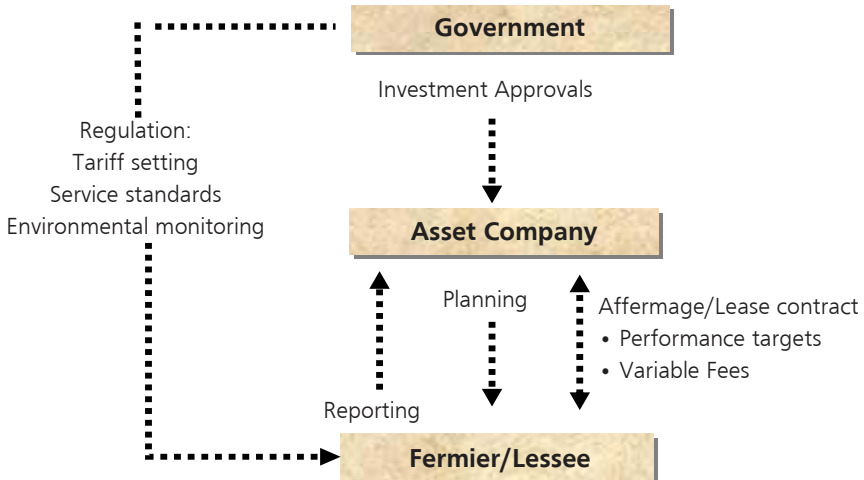 Government
Investment Approvals
Regulation:
Tariff setting
Service standards
Environmental monitoring
Asset Company
Planning
Affermage/Lease contract
• Performance targets
• Variable Fees
Reporting
Fermier/Lessee